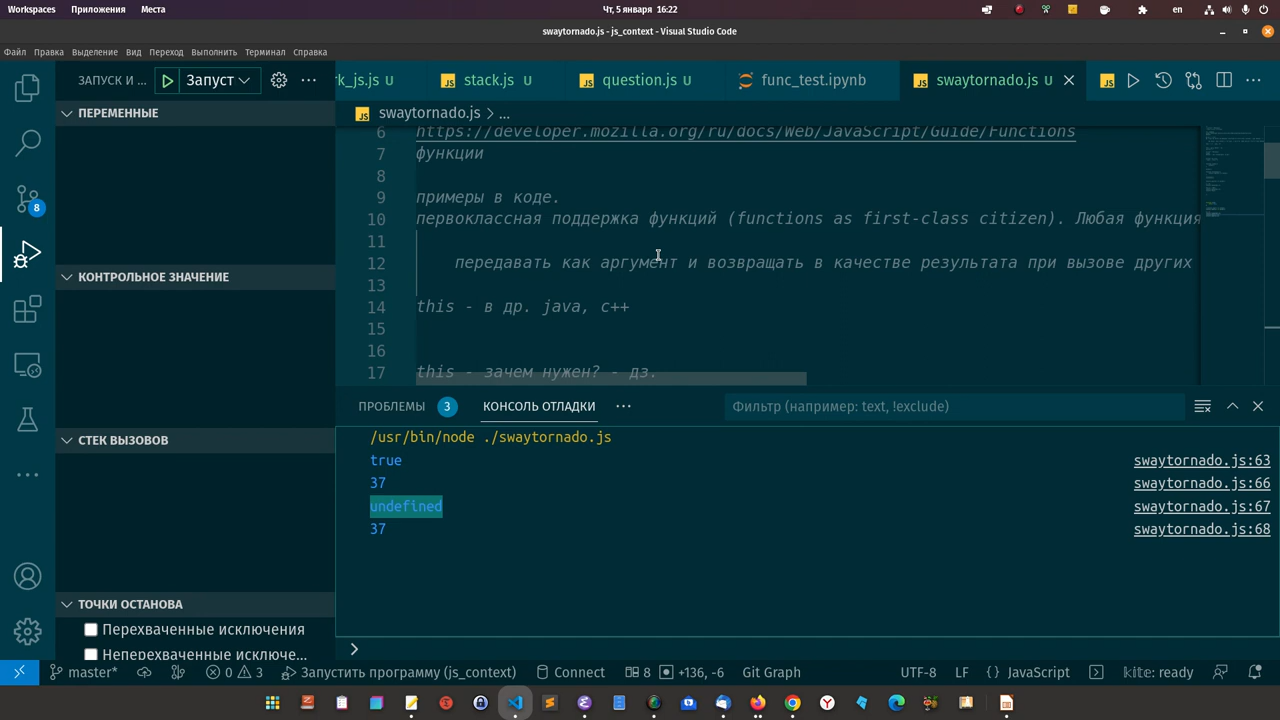 Workspaces Приложения Места Чт, 5 января 16:22 en
swaytornado.js - js_context - Visual Studio Code
Файл Правка Выделение Вид Переход Выполнить Терминал Справка
ЗАПУСК И ... Запуст rk_js.js U stack.js U question.js U func_test.ipynb swaytornado.js U
ПЕРЕМЕННЫЕ
swaytornado.js > ...
6 https://developer.mozilla.org/ru/docs/Web/JavaScript/Guide/Functions
7 функции
8
9 примеры в коде.
10 первоклассная поддержка функций (functions as first-class citizen). Любая функция
11
12 передавать как аргумент и возвращать в качестве результата при вызове других
13
14 this - в др. java, c++
15
16
17 this - зачем нужен? - дз.
КОНТРОЛЬНОЕ ЗНАЧЕНИЕ
СТЕК ВЫЗОВОВ
ТОЧКИ ОСТАНОВА
Перехваченные исключения
Неперехваченные исключе...
8
ПРОБЛЕМЫ 3 КОНСОЛЬ ОТЛАДКИ ... Фильтр (например: text, !exclude)
/usr/bin/node ./swaytornado.js
true swaytornado.js:63
37 swaytornado.js:66
undefined swaytornado.js:67
37 swaytornado.js:68
>
master* 0 3 Запустить программу (js_context) Connect 8 +136, -6 Git Graph UTF-8 LF {} JavaScript kite: ready